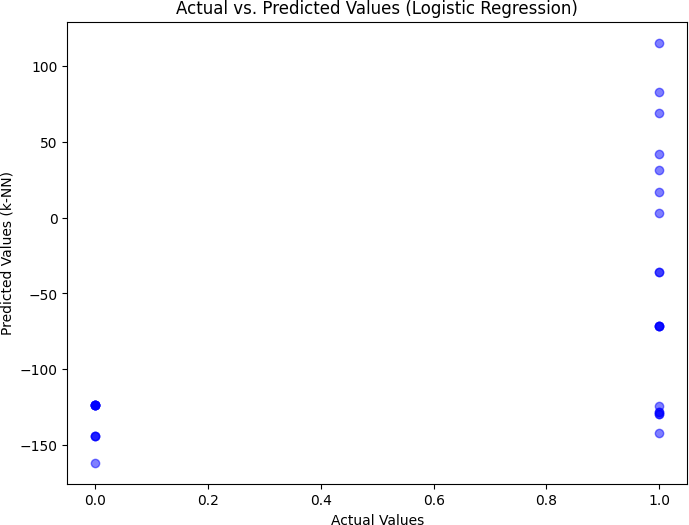 Actual vs. Predicted Values (Logistic Regression)
Predicted Values (k-NN)
100
50
0
−50
−100
−150
0.0 0.2 0.4 0.6 0.8 1.0
Actual Values